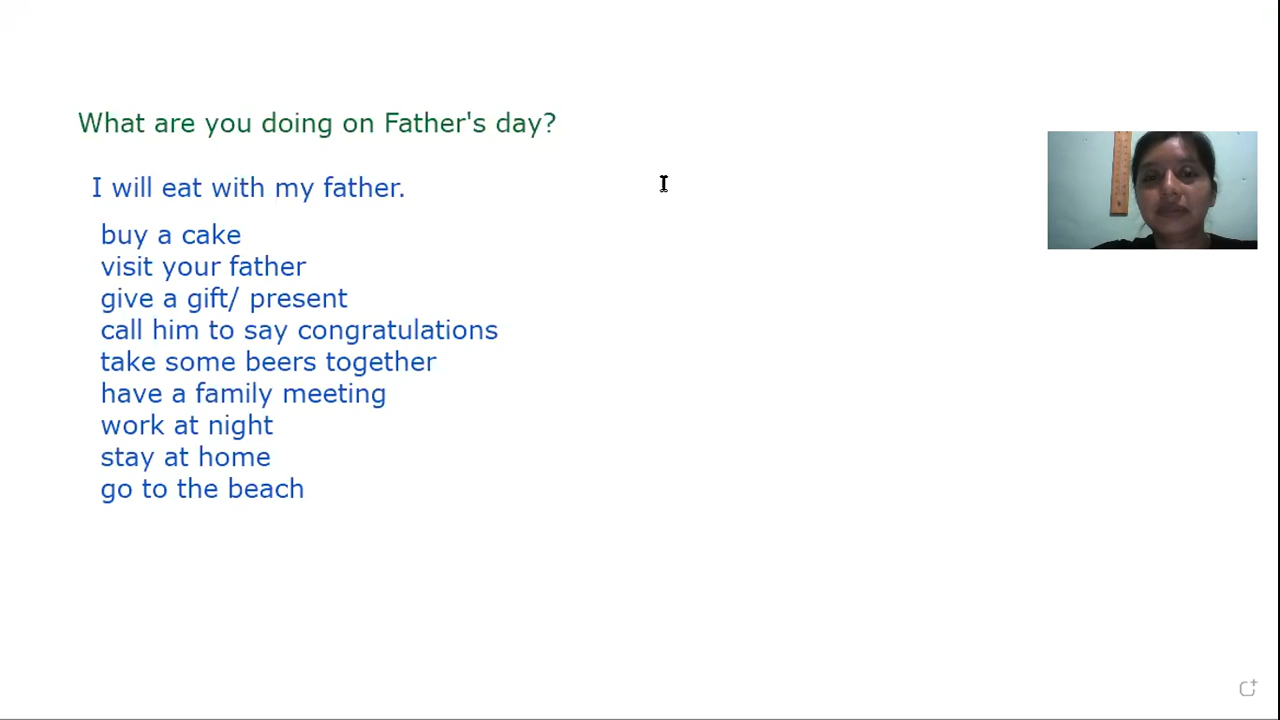 What are you doing on Father's day?
I will eat with my father.
buy a cake
visit your father
give a gift/ present
call him to say congratulations
take some beers together
have a family meeting
work at night
stay at home
go to the beach